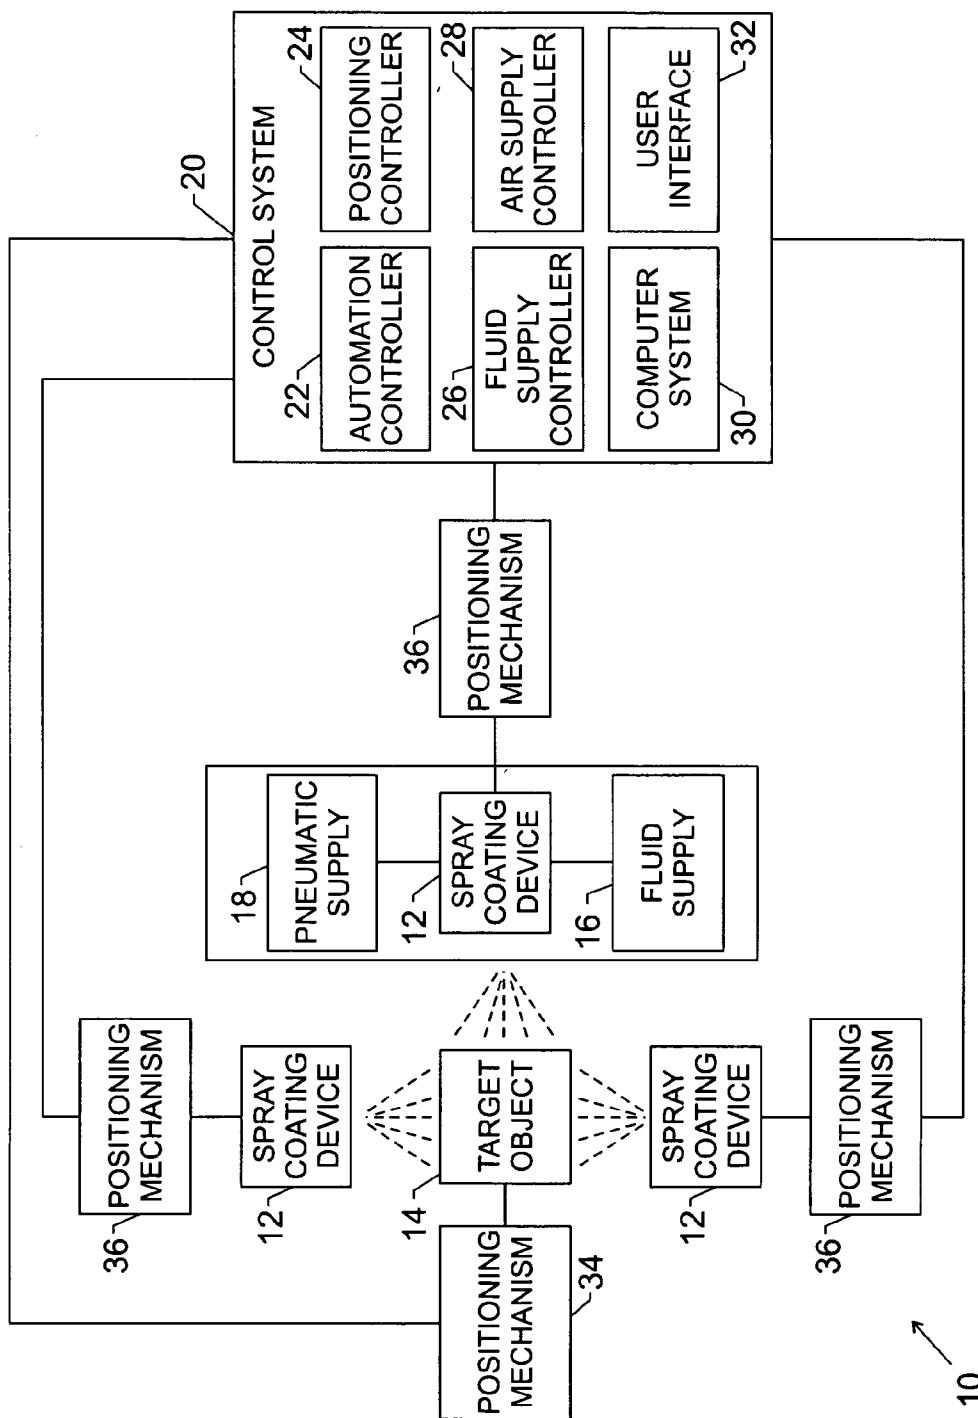 20
CONTROL SYSTEM
22
AUTOMATION
CONTROLLER
24
POSITIONING
CONTROLLER
26
FLUID
SUPPLY
CONTROLLER
28
AIR SUPPLY
CONTROLLER
30
COMPUTER
SYSTEM
32
USER
INTERFACE
36
POSITIONING
MECHANISM
18
PNEUMATIC
SUPPLY
12
SPRAY
COATING
DEVICE
16
FLUID
SUPPLY
36
POSITIONING
MECHANISM
12
SPRAY
COATING
DEVICE
14
TARGET
OBJECT
12
SPRAY
COATING
DEVICE
36
POSITIONING
MECHANISM
34
POSITIONING
MECHANISM
10